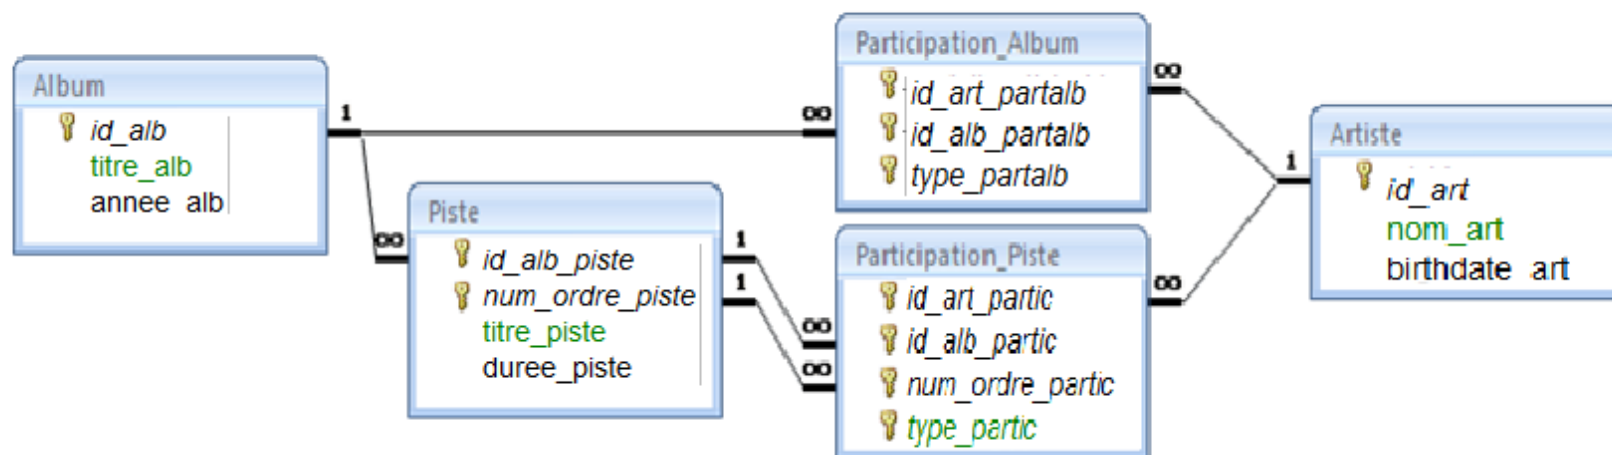 Album
id_alb
titre_alb
annee_alb
1
∞
∞
Piste
id_alb_piste
num_ordre_piste
titre_piste
duree_piste
1
1
∞
∞
Participation_Album
id_art_partalb
id_alb_partalb
type_partalb
∞
Participation_Piste
id_art_partic
id_alb_partic
num_ordre_partic
type_partic
∞
1
Artiste
id_art
nom_art
birthdate_art